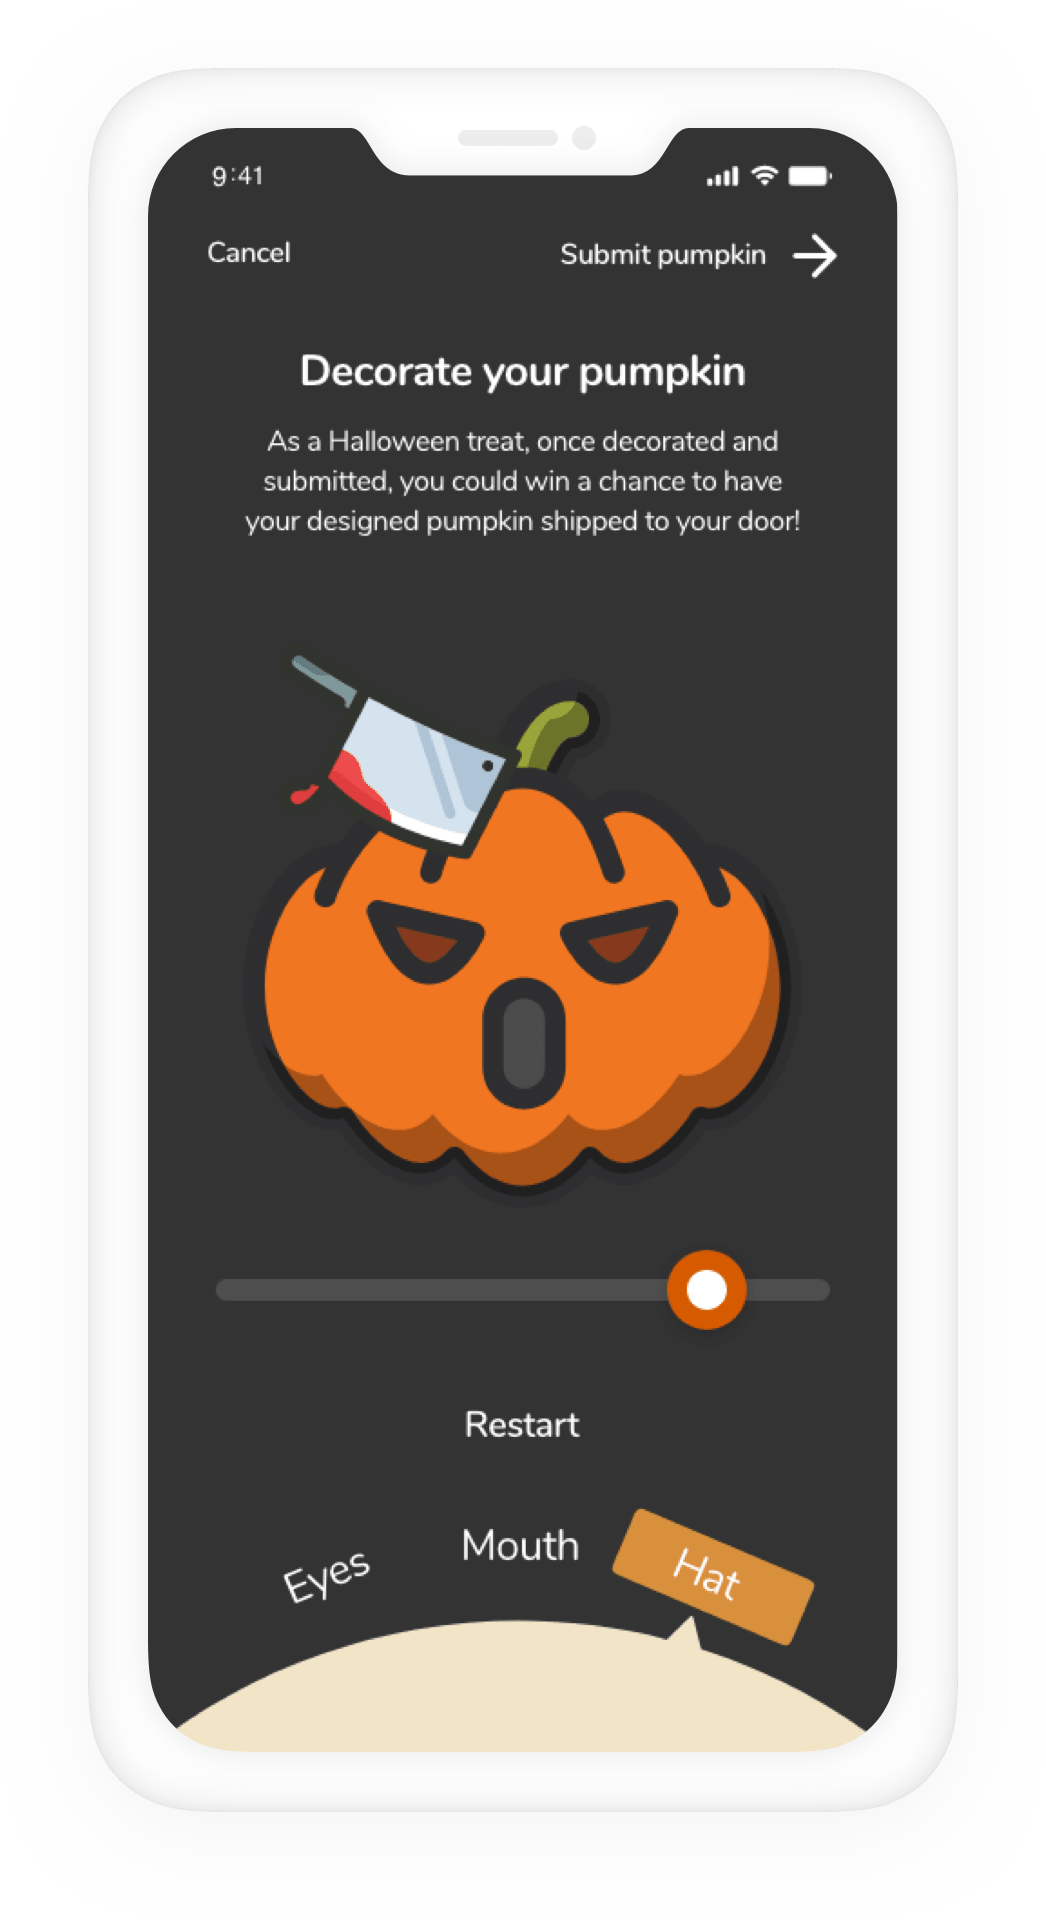 9:41
Cancel
Submit pumpkin
Decorate your pumpkin
As a Halloween treat, once decorated and
submitted, you could win a chance to have
your designed pumpkin shipped to your door!
Restart
Eyes
Mouth
Hat